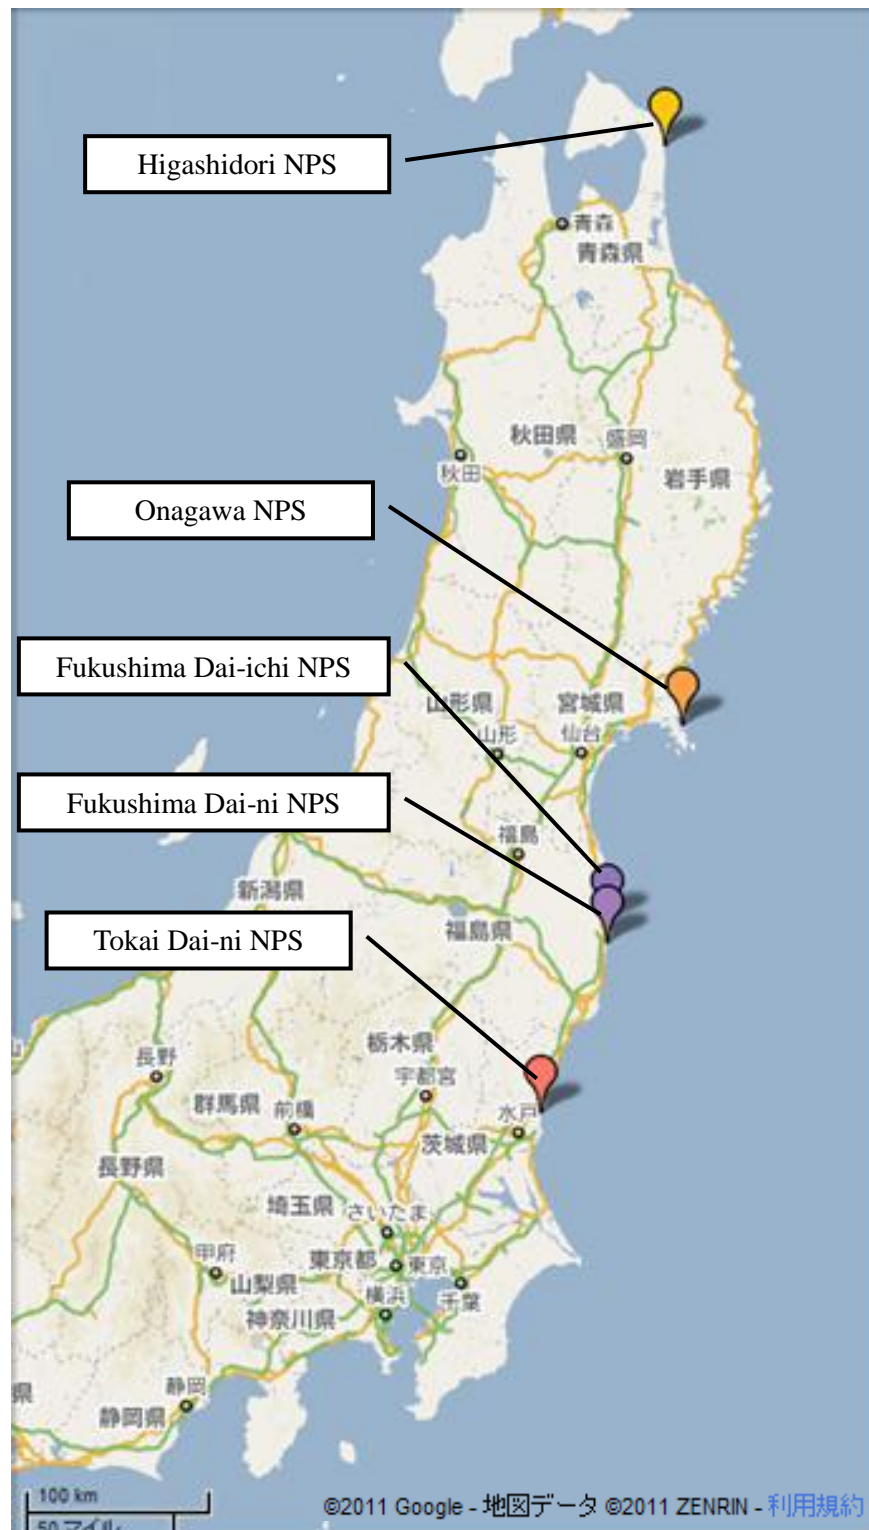 Higashidori NPS
青森
青森県
秋田県
盛岡
秋田
岩手県
Onagawa NPS
Fukushima Dai-ichi NPS
山形県
宮城県
山形
仙台
Fukushima Dai-ni NPS
福島
新潟県
福島県
Tokai Dai-ni NPS
栃木県
長野
宇都宮
群馬県
前橋
水戸
茨城県
長野県
埼玉県
さいたま
甲府
東京都
東京
山梨県
横浜
千葉
神奈川県
静岡
県
静岡県
100 km
©2011 Google - 地図データ ©2011 ZENRIN - 利用規約
50 マイル